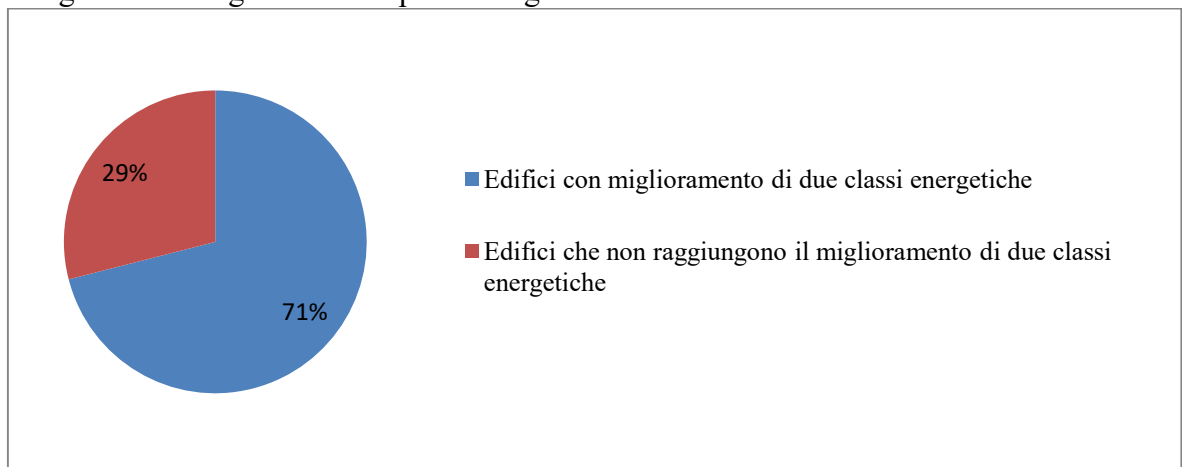 29%
Edifici con miglioramento di due classi energetiche
Edifici che non raggiungono il miglioramento di due classi
energetiche
71%